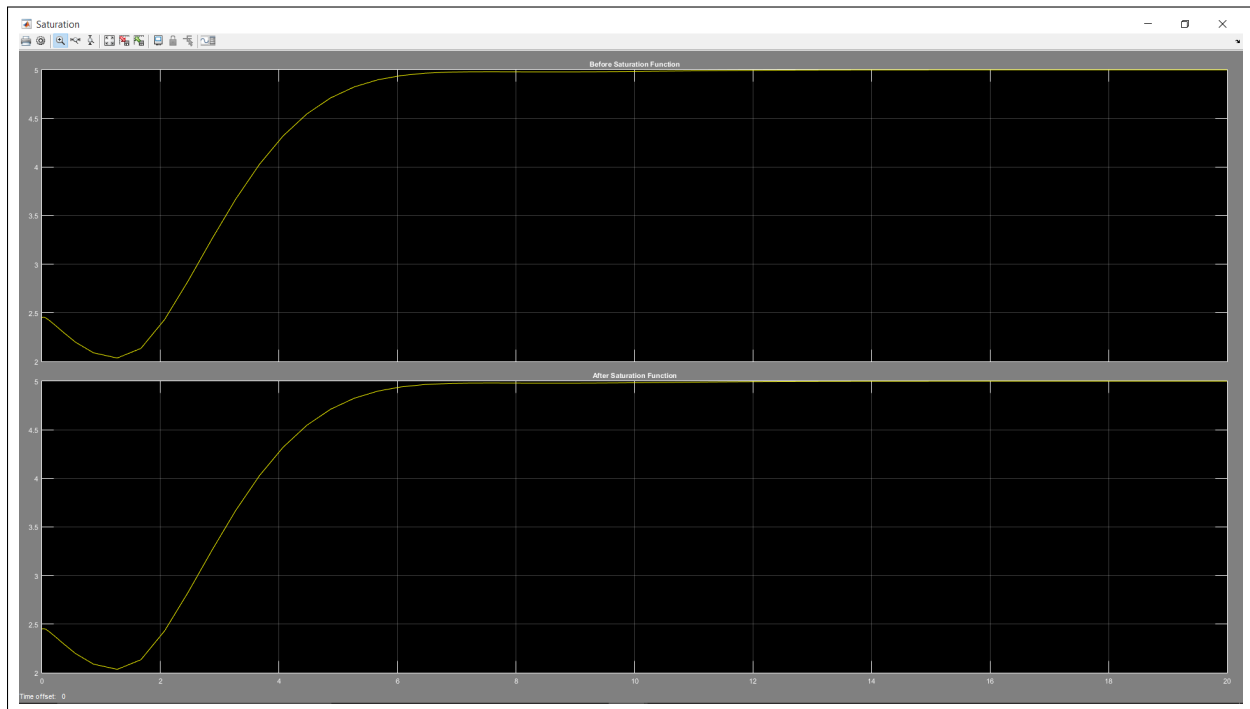 Saturation
Before Saturation Function
5
4.5
4
3.5
3
2.5
2
After Saturation Function
5
4.5
4
3.5
3
2.5
2
0 2 4 6 8 10 12 14 16 18 20
Time offset: 0